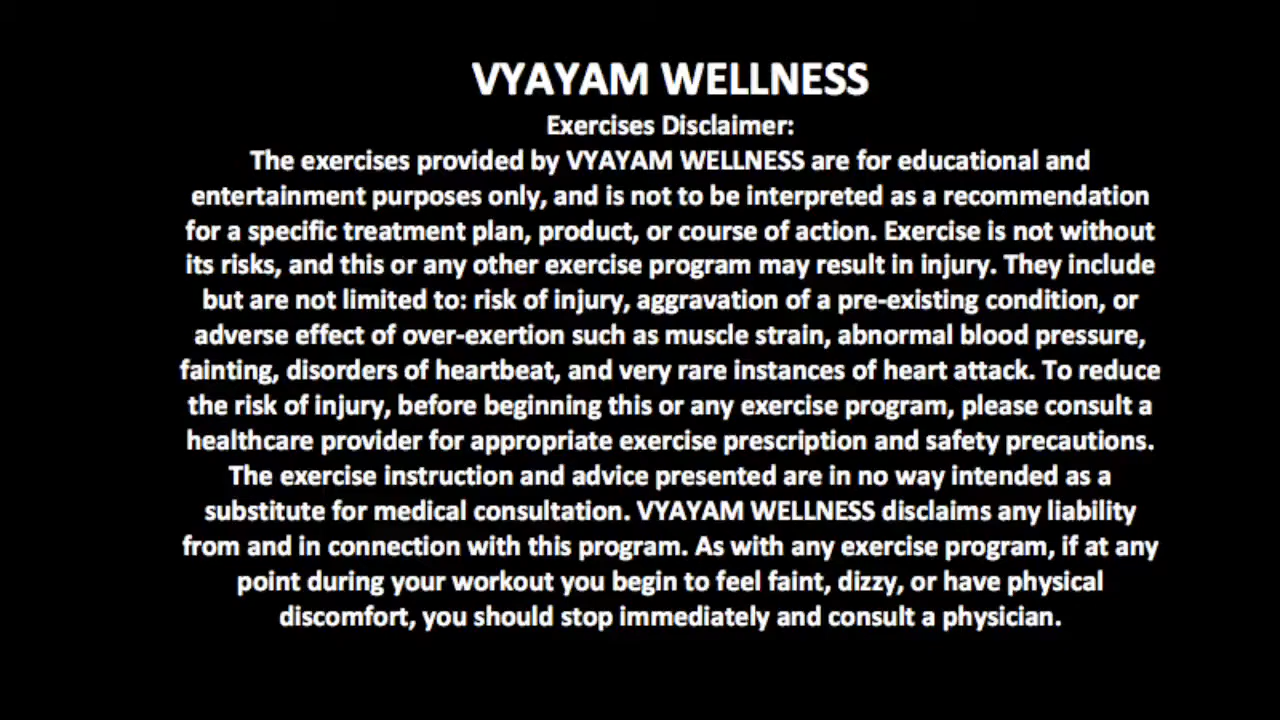 VYAYAM WELLNESS
Exercises Disclaimer:
The exercises provided by VYAYAM WELLNESS are for educational and
entertainment purposes only, and is not to be interpreted as a recommendation
for a specific treatment plan, product, or course of action. Exercise is not without
its risks, and this or any other exercise program may result in injury. They include
but are not limited to: risk of injury, aggravation of a pre-existing condition, or
adverse effect of over-exertion such as muscle strain, abnormal blood pressure,
fainting, disorders of heartbeat, and very rare instances of heart attack. To reduce
the risk of injury, before beginning this or any exercise program, please consult a
healthcare provider for appropriate exercise prescription and safety precautions.
The exercise instruction and advice presented are in no way intended as a
substitute for medical consultation. VYAYAM WELLNESS disclaims any liability
from and in connection with this program. As with any exercise program, if at any
point during your workout you begin to feel faint, dizzy, or have physical
discomfort, you should stop immediately and consult a physician.